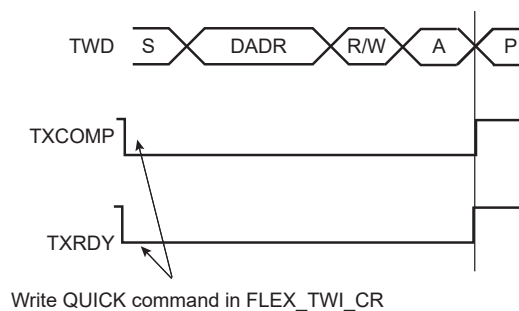 TWD S DADR R/W A P
TXCOMP
TXRDY
Write QUICK command in FLEX_TWI_CR